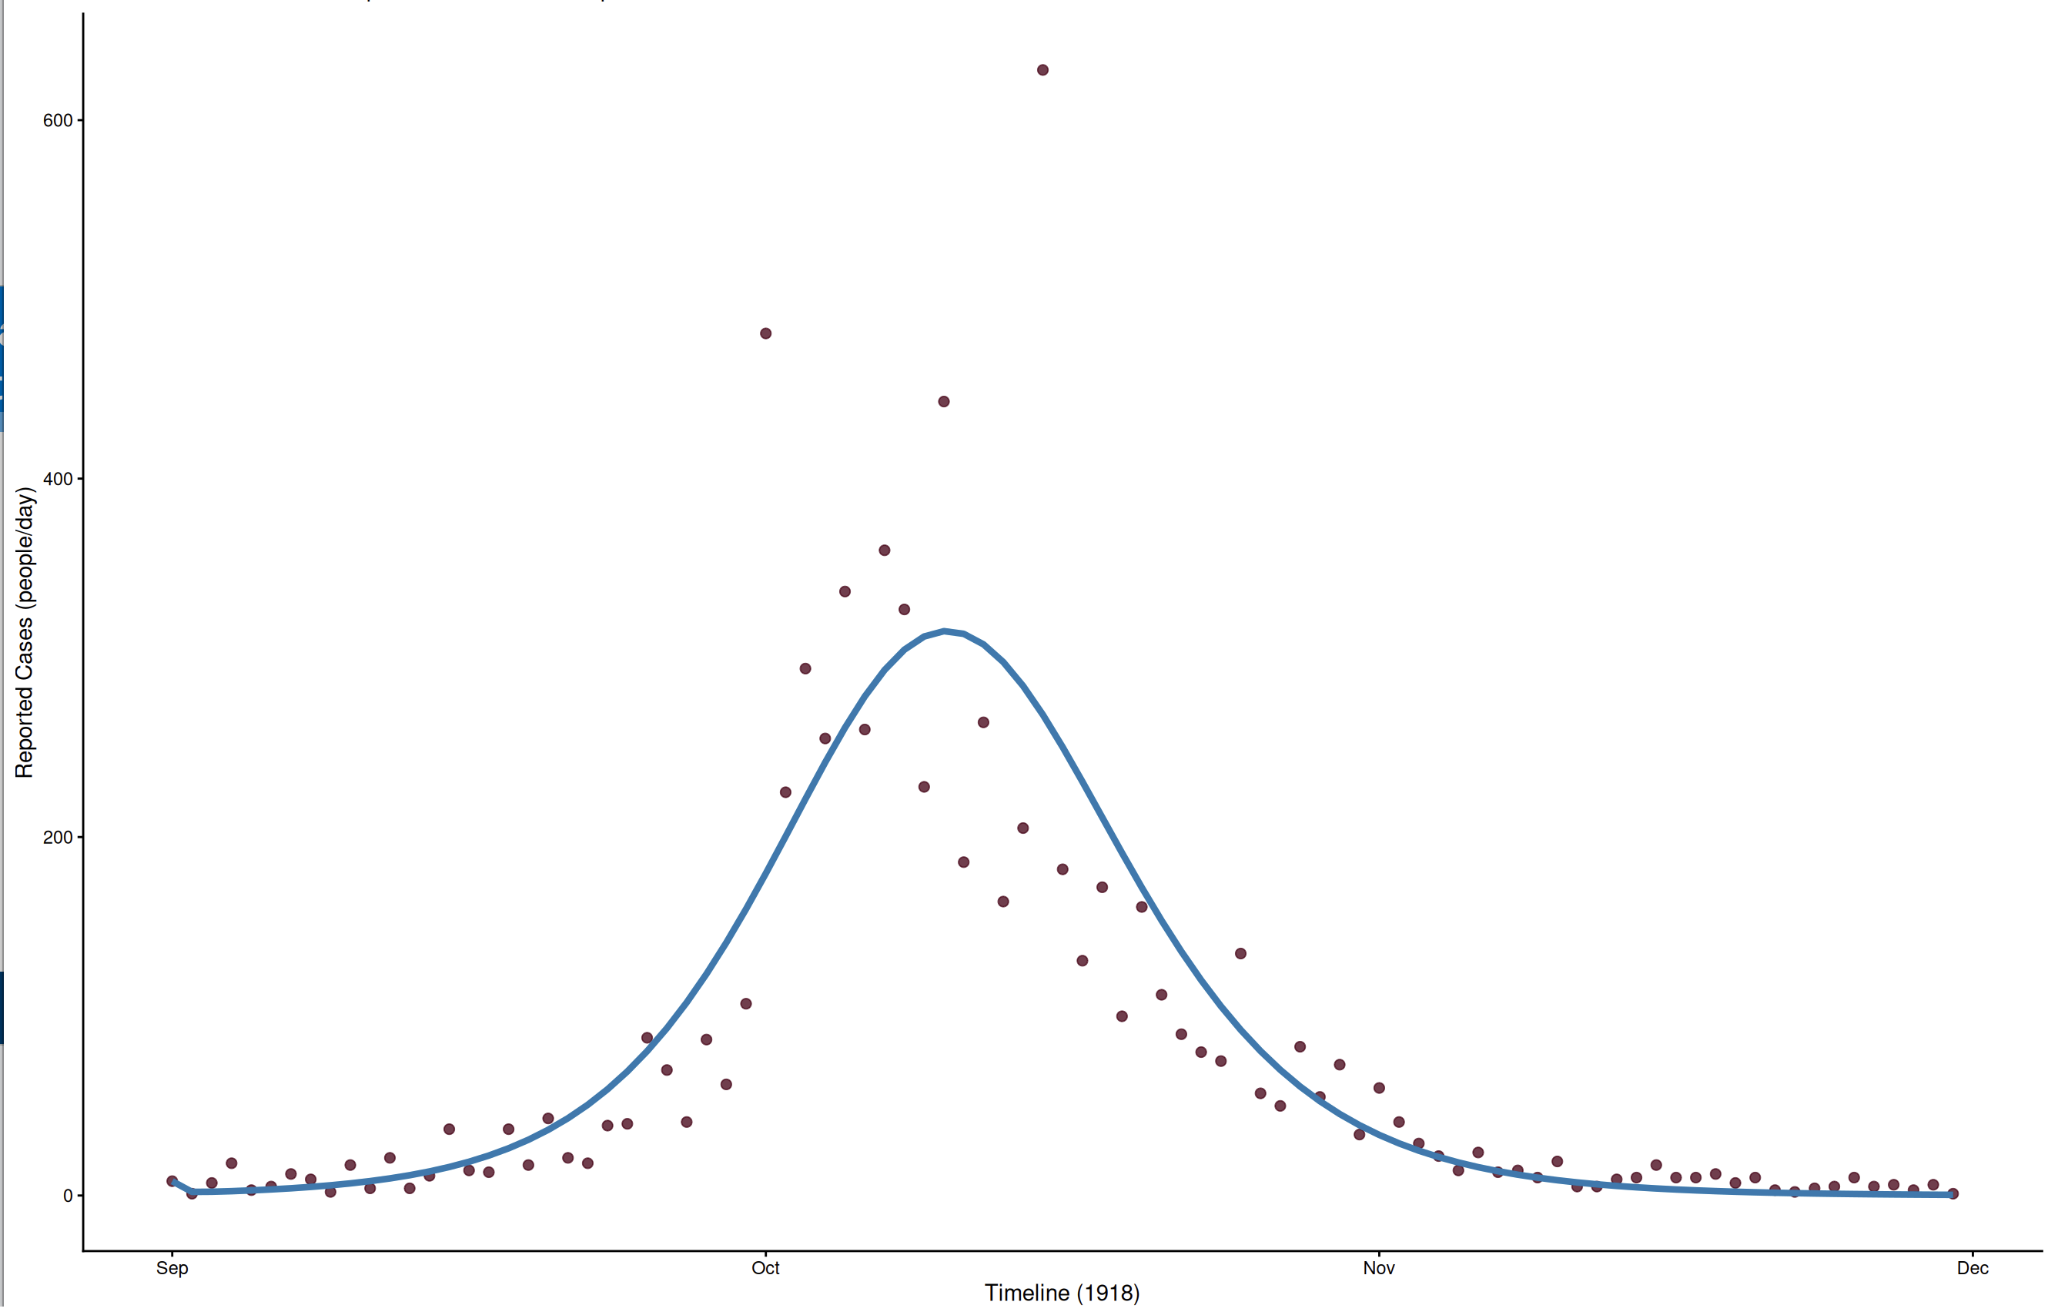 600
400
200
0
Reported Cases (people/day)
Sep
Oct
Nov
Dec
Timeline (1918)